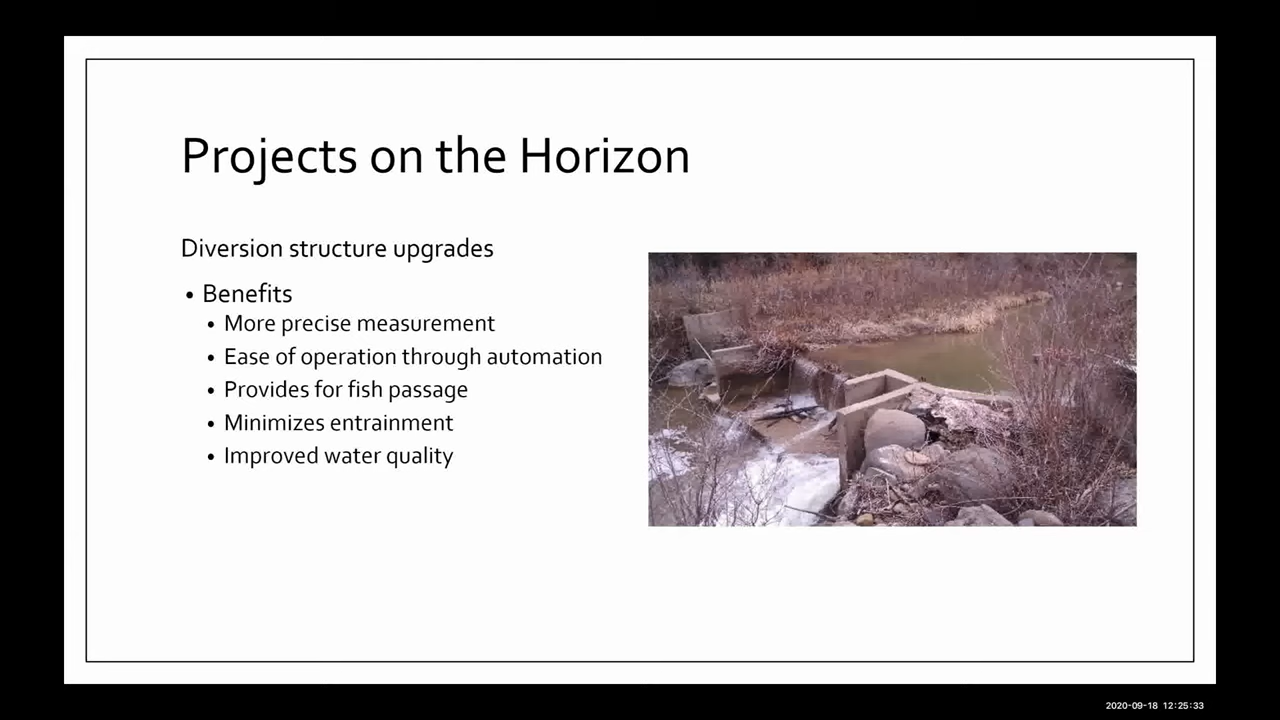 Projects on the Horizon
Diversion structure upgrades
• Benefits
• More precise measurement
• Ease of operation through automation
• Provides for fish passage
• Minimizes entrainment
• Improved water quality
2020-09-18 12:25:33